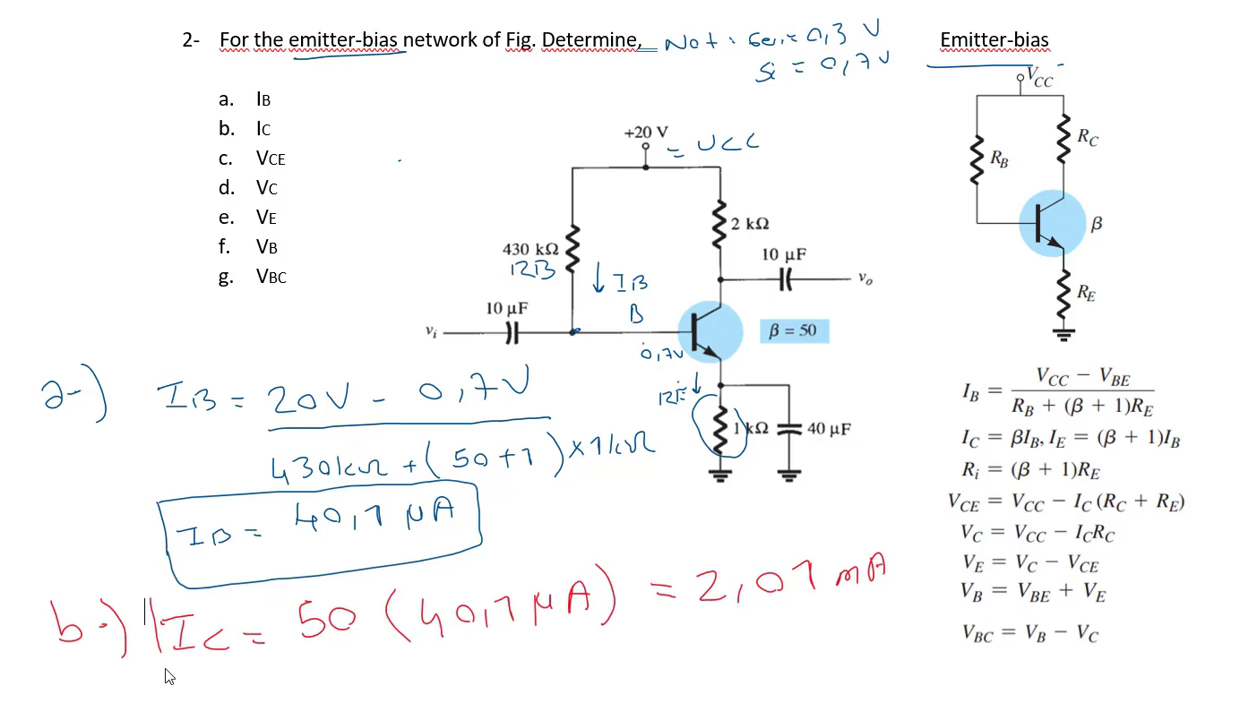 2- For the emitter-bias network of Fig. Determine, Not: Ger = 0,3 V
Si = 0,7V
Emitter-bias
a. IB
b. IC
c. VCE
d. VC
e. VE
f. VB
g. VBC
+20 V = VCC
2 kΩ
430 kΩ
RB
IB
B
10 μF
vo
10 μF
vi
β = 50
0,7V
RE
1 kΩ
40 μF
VCC
RC
RB
β
RE
a-) IB = 20V - 0,7V
430kΩ + (50+1) x 1kΩ
IB = 40,1 μA
b-) IC = 50 (40,1 μA) = 2,01 mA
IB = VCC − VBE
RB + (β + 1)RE
IC = βIB, IE = (β + 1)IB
Ri = (β + 1)RE
VCE = VCC − IC (RC + RE)
VC = VCC − ICRC
VE = VC − VCE
VB = VBE + VE
VBC = VB − VC